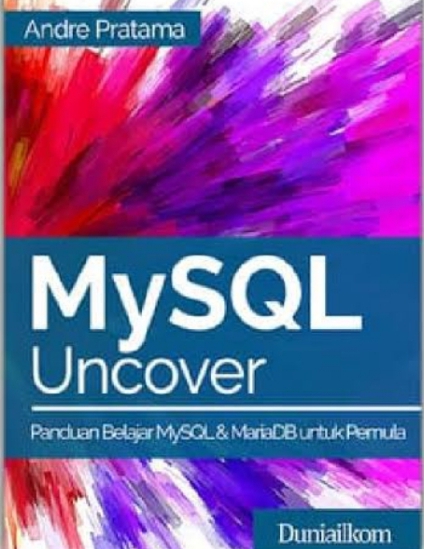 Andre Pratama
MySQL
Uncover
Panduan Belajar MySQL & MariaDB untuk Pemula
Duniailkom